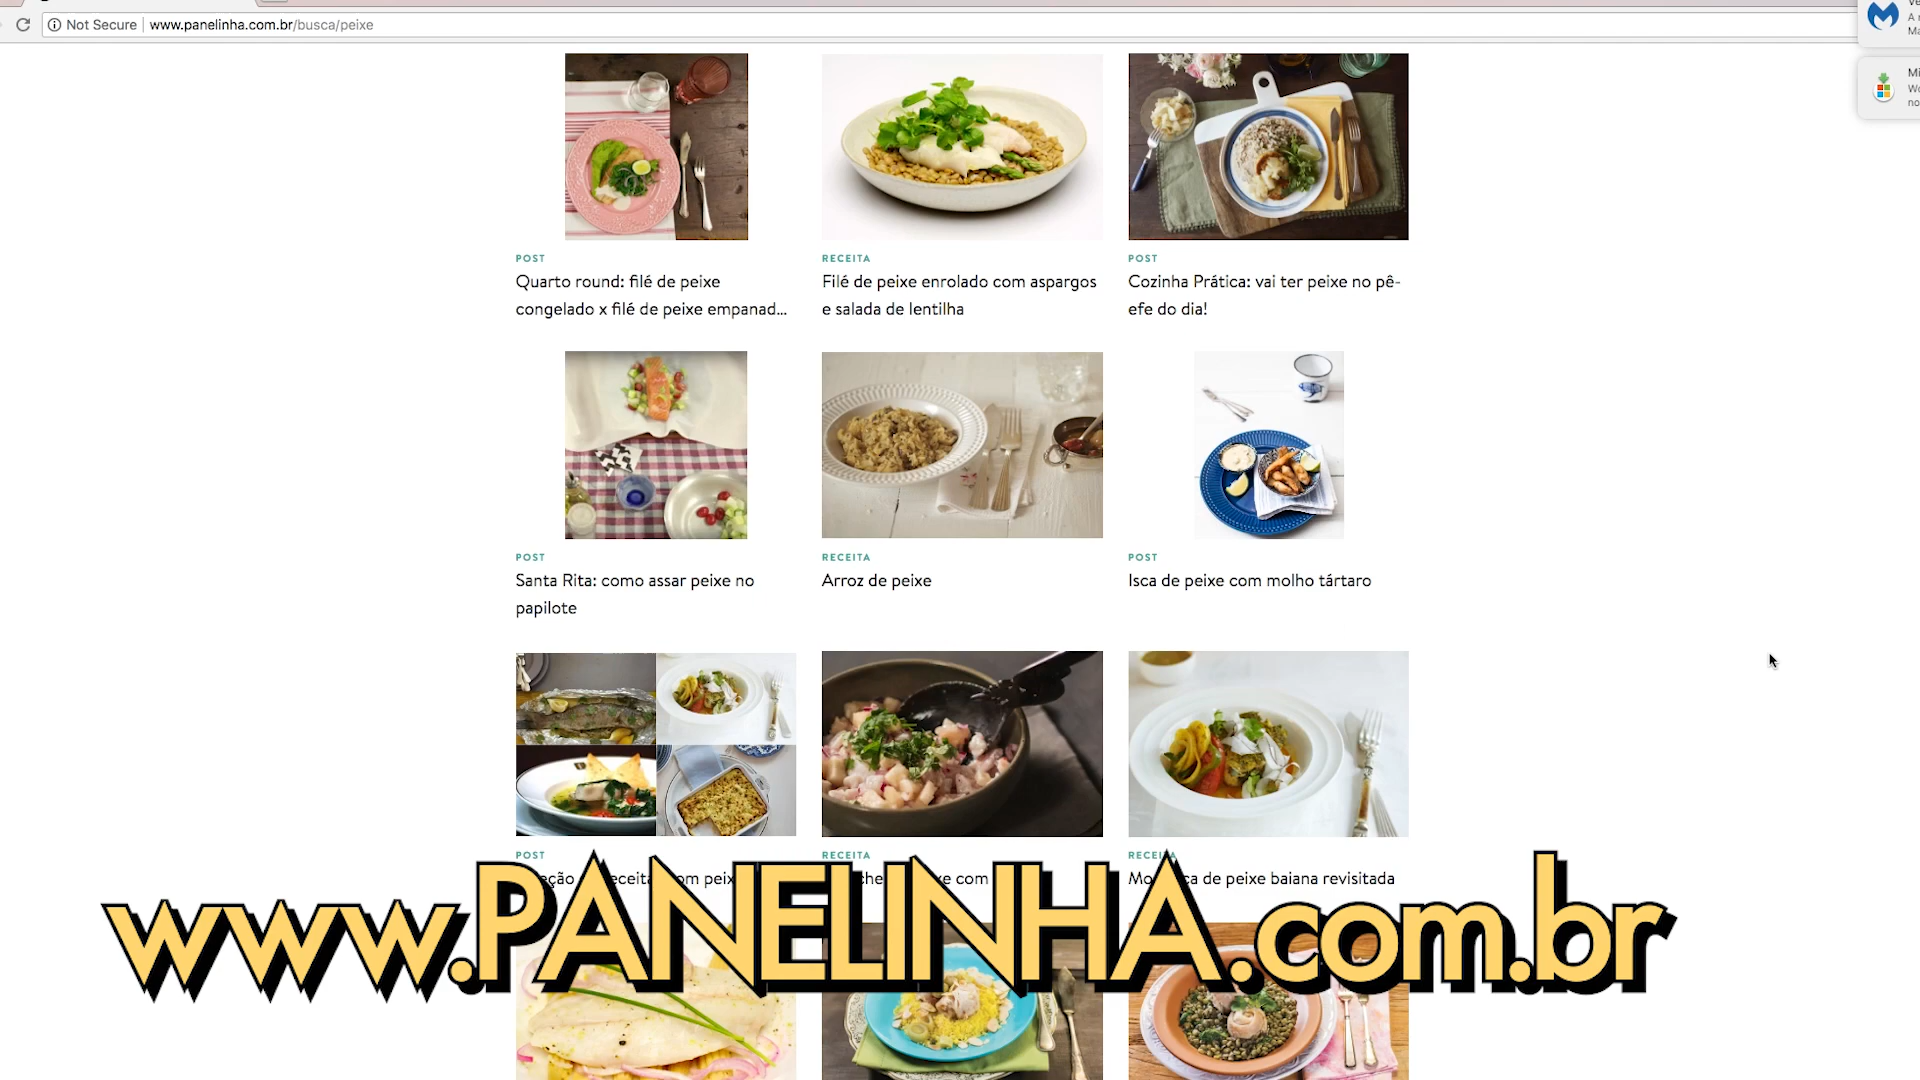 Not Secure www.panelinha.com.br/busca/peixe
POST
Quarto round: filé de peixe
congelado x filé de peixe empanad...
RECEITA
Filé de peixe enrolado com aspargos
e salada de lentilha
POST
Cozinha Prática: vai ter peixe no pê-
efe do dia!
POST
Santa Rita: como assar peixe no
papilote
RECEITA
Arroz de peixe
POST
Isca de peixe com molho tártaro
POST
RECEITA
com
RECEITA
de peixe baiana revisitada
www.PANELINHA.com.br